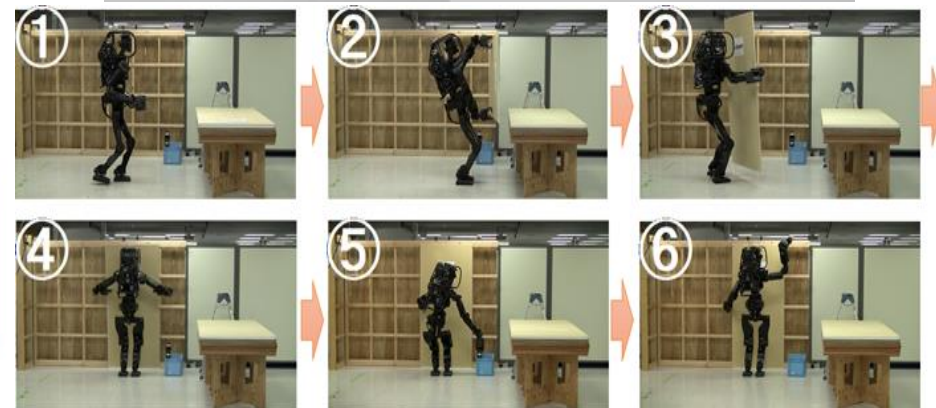 ① ② ③
④ ⑤ ⑥